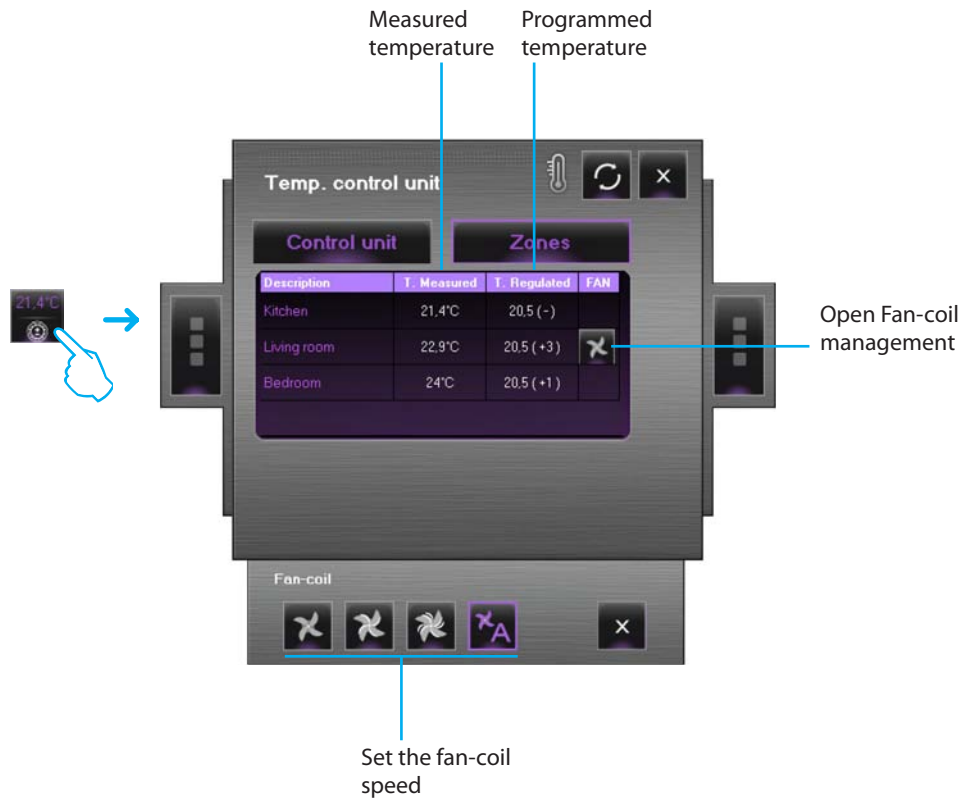 Measured
temperature
Programmed
temperature
Temp. control unit
x
Control unit
Zones
Description T. Measured T. Regulated FAN
Kitchen 21,4°C 20,5 ( - )
Living room 22,9°C 20,5 ( +3 )
Bedroom 24°C 20,5 ( +1 )
21,4°C
Open Fan-coil
management
Fan-coil
A
x
Set the fan-coil
speed